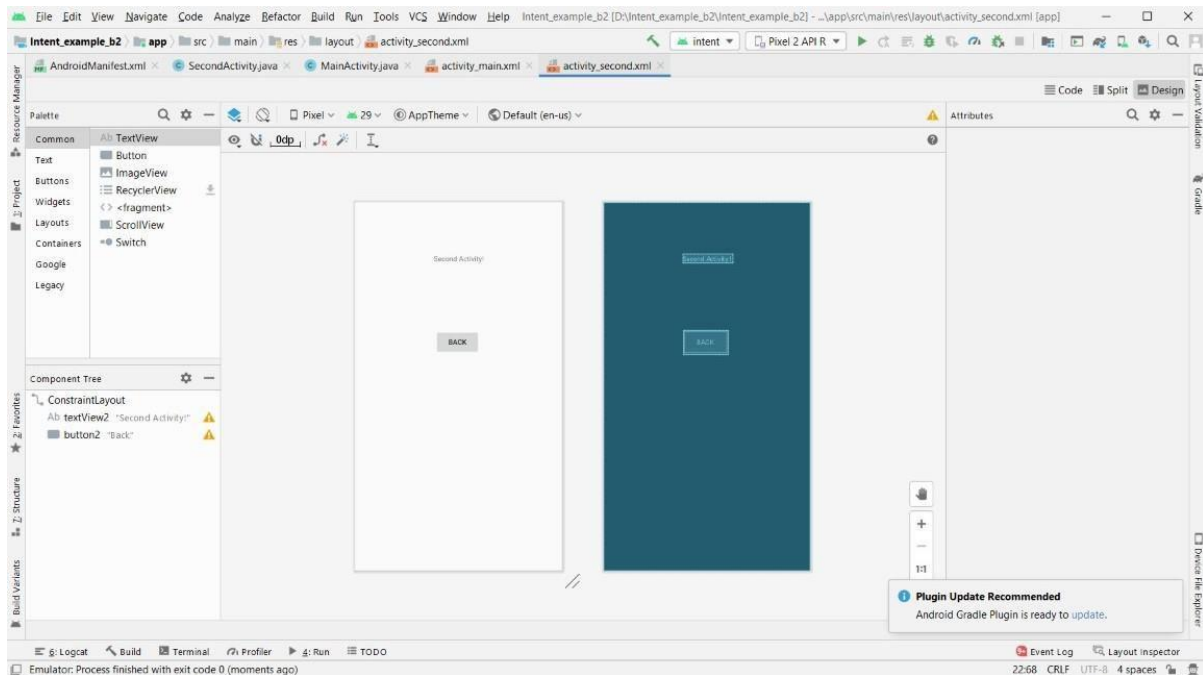 File Edit View Navigate Code Analyze Refactor Build Run Tools VCS Window Help Intent_example_b2 [D:\Intent_example_b2\Intent_example_b2] - ...\app\src\main\res\layout\activity_second.xml [app]
Intent_example_b2 app src main res layout activity_second.xml intent Pixel 2 API R
AndroidManifest.xml SecondActivity.java MainActivity.java activity_main.xml activity_second.xml
Code Split Design
Palette Pixel 29 AppTheme Default (en-us) Attributes
Common Ab TextView 0dp
Text Button
Buttons ImageView
Widgets RecyclerView
Layouts <fragment>
Containers ScrollView
Google Switch
Legacy
Second Activity! Second Activity!
BACK BACK
Component Tree
ConstraintLayout
Ab textView2 "Second Activity!"
button2 "Back"
1:1
Plugin Update Recommended
Android Gradle Plugin is ready to update.
Resource Manager
1: Project
2: Favorites
7: Structure
Build Variants
Layout Validation
Gradle
Device File Explorer
6: Logcat Build Terminal Profiler 4: Run TODO Event Log Layout Inspector
Emulator: Process finished with exit code 0 (moments ago) 22:68 CRLF UTF-8 4 spaces